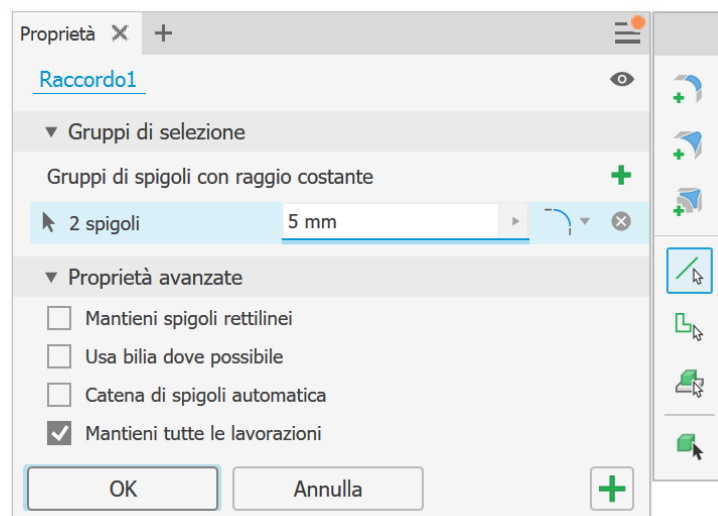 Proprietà
Raccordo1
Gruppi di selezione
Gruppi di spigoli con raggio costante
2 spigoli 5 mm
Proprietà avanzate
Mantieni spigoli rettilinei
Usa bilia dove possibile
Catena di spigoli automatica
Mantieni tutte le lavorazioni
OK Annulla